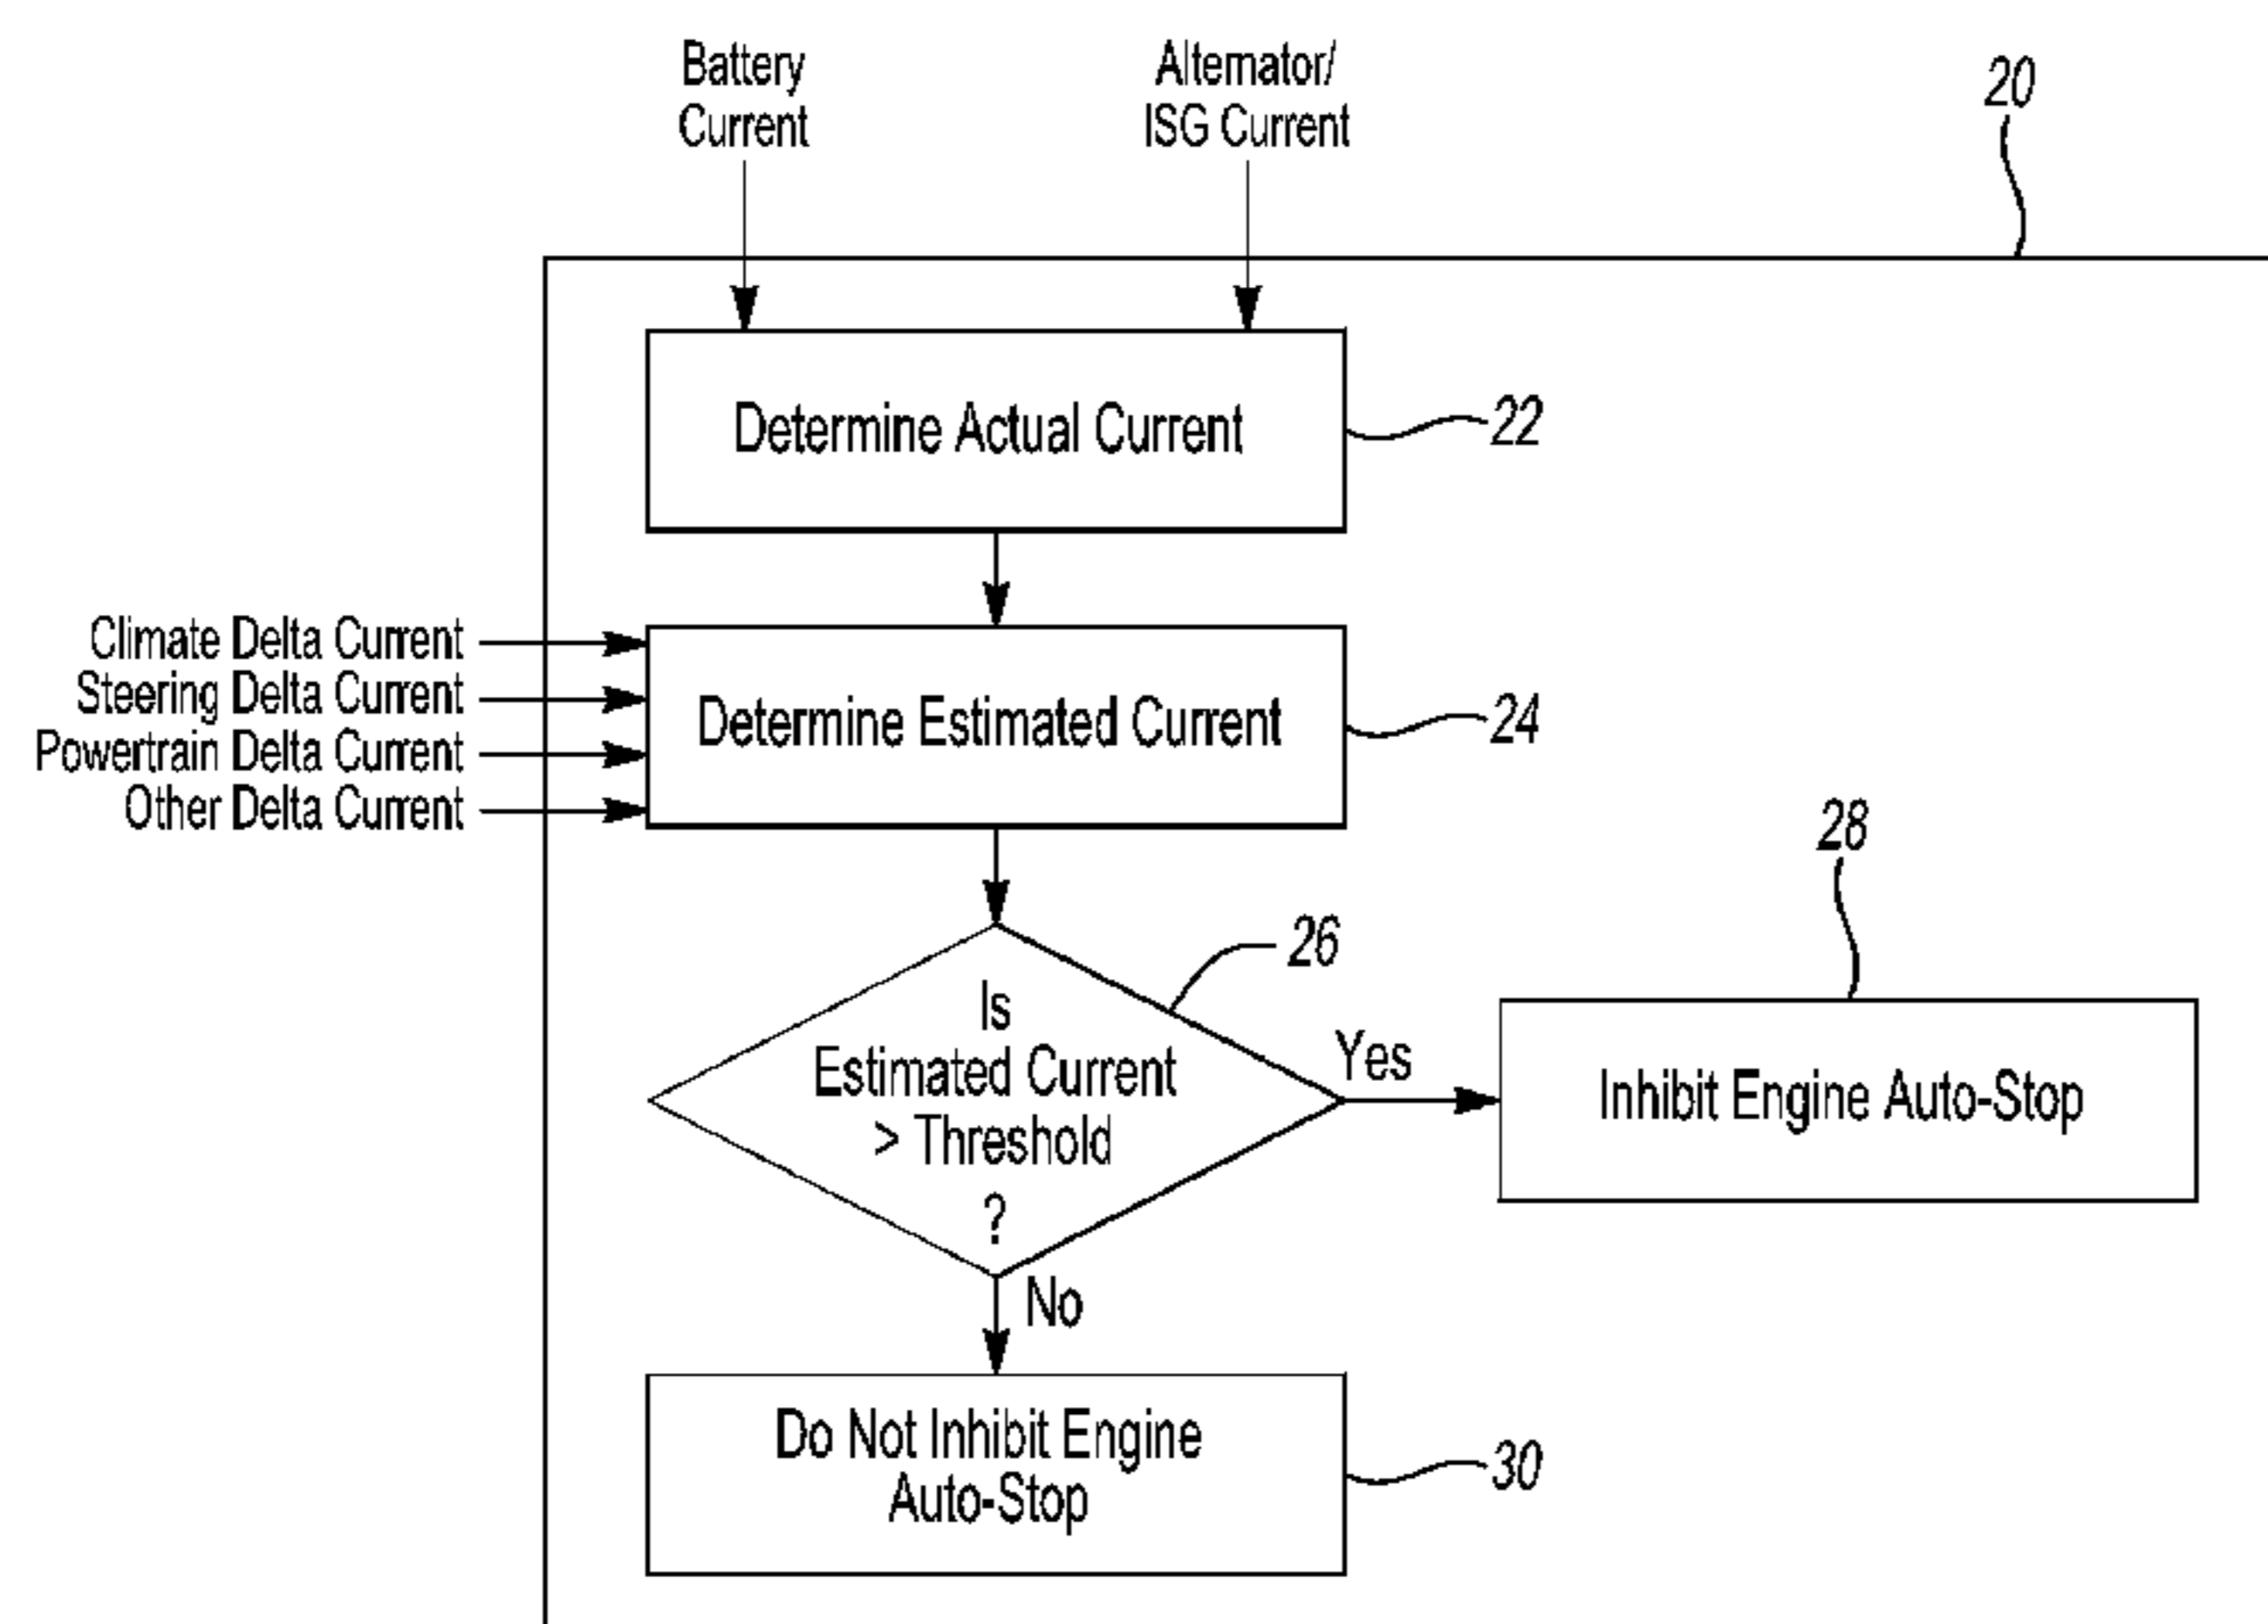 Battery
Current
Alternator/
ISG Current
20
Determine Actual Current
22
Climate Delta Current
Steering Delta Current
Powertrain Delta Current
Other Delta Current
Determine Estimated Current
24
26
28
Is
Estimated Current
> Threshold
?
Yes
Inhibit Engine Auto-Stop
No
Do Not Inhibit Engine
Auto-Stop
30